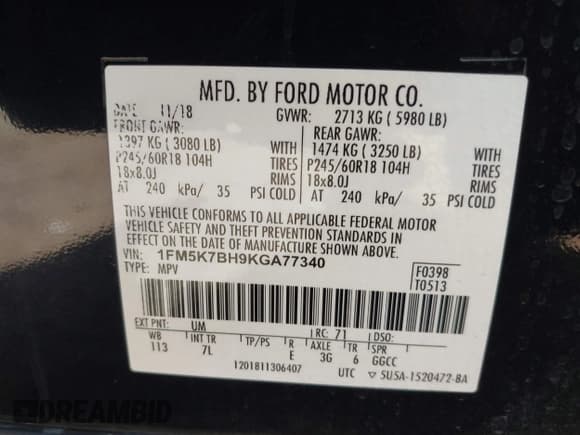 MFD. BY FORD MOTOR CO.
DATE 11/18 GVWR: 2713 KG ( 5980 LB)
FRONT GAWR: REAR GAWR:
1397 KG ( 3080 LB) WITH 1474 KG ( 3250 LB) WITH
P245/60R18 104H TIRES P245/60R18 104H TIRES
18x8.0J RIMS 18x8.0J RIMS
AT 240 kPa/ 35 PSI COLD AT 240 kPa/ 35 PSI COLD
THIS VEHICLE CONFORMS TO ALL APPLICABLE FEDERAL MOTOR
VEHICLE SAFETY AND BUMPER AND THEFT PREVENTION STANDARDS IN
EFFECT ON THE DATE OF MANUFACTURE SHOWN ABOVE.
VIN: 1FM5K7BH9KGA77340
TYPE: MPV
F0398
T0513
EXT PNT: UM RC: 71 DSO:
WB INT TR TP/PS R AXLE TR SPR
113 7L E 3G 6 GGCC
1201811306407 UTC ▽ 5U5A-1520472-BA
DREAMBID